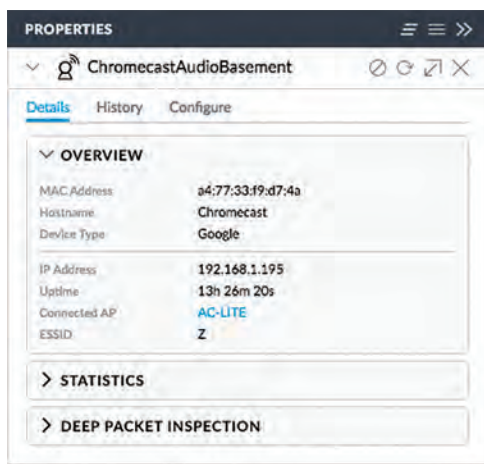 PROPERTIES
ChromecastAudioBasement
Details History Configure
OVERVIEW
MAC Address a4:77:33:f9:d7:4a
Hostname Chromecast
Device Type Google
IP Address 192.168.1.195
Uptime 13h 26m 20s
Connected AP AC-LITE
ESSID Z
STATISTICS
DEEP PACKET INSPECTION